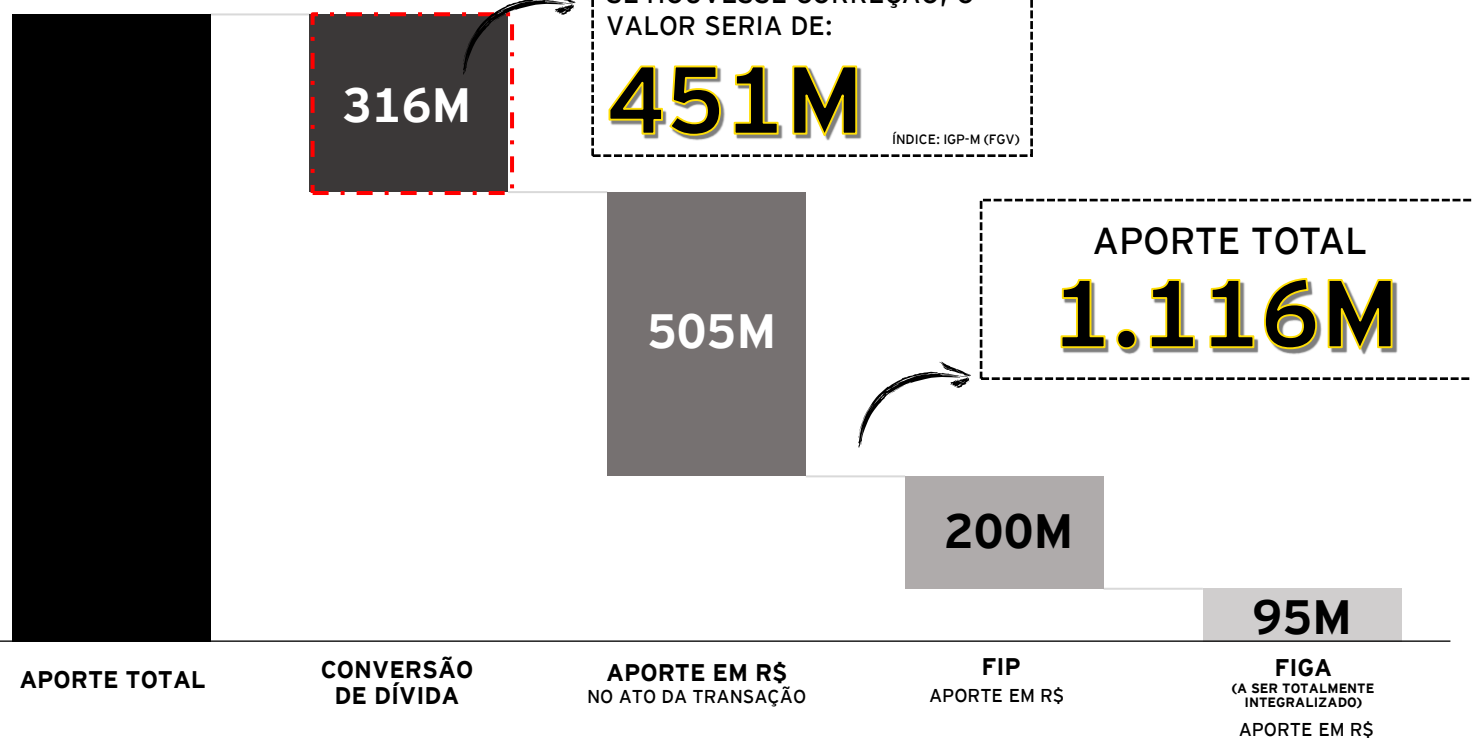 VALOR SERIA DE:
451M
ÍNDICE: IGP-M (FGV)
316M
APORTE TOTAL
1.116M
505M
200M
95M
APORTE TOTAL
CONVERSÃO
DE DÍVIDA
APORTE EM R$
NO ATO DA TRANSAÇÃO
FIP
APORTE EM R$
FIGA
(A SER TOTALMENTE
INTEGRALIZADO)
APORTE EM R$